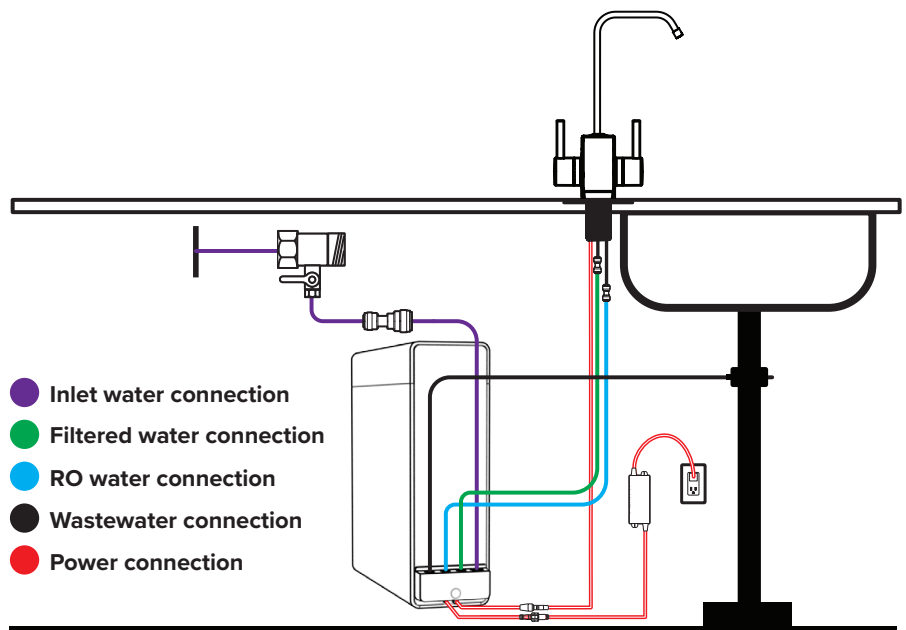 Inlet water connection
Filtered water connection
RO water connection
Wastewater connection
Power connection